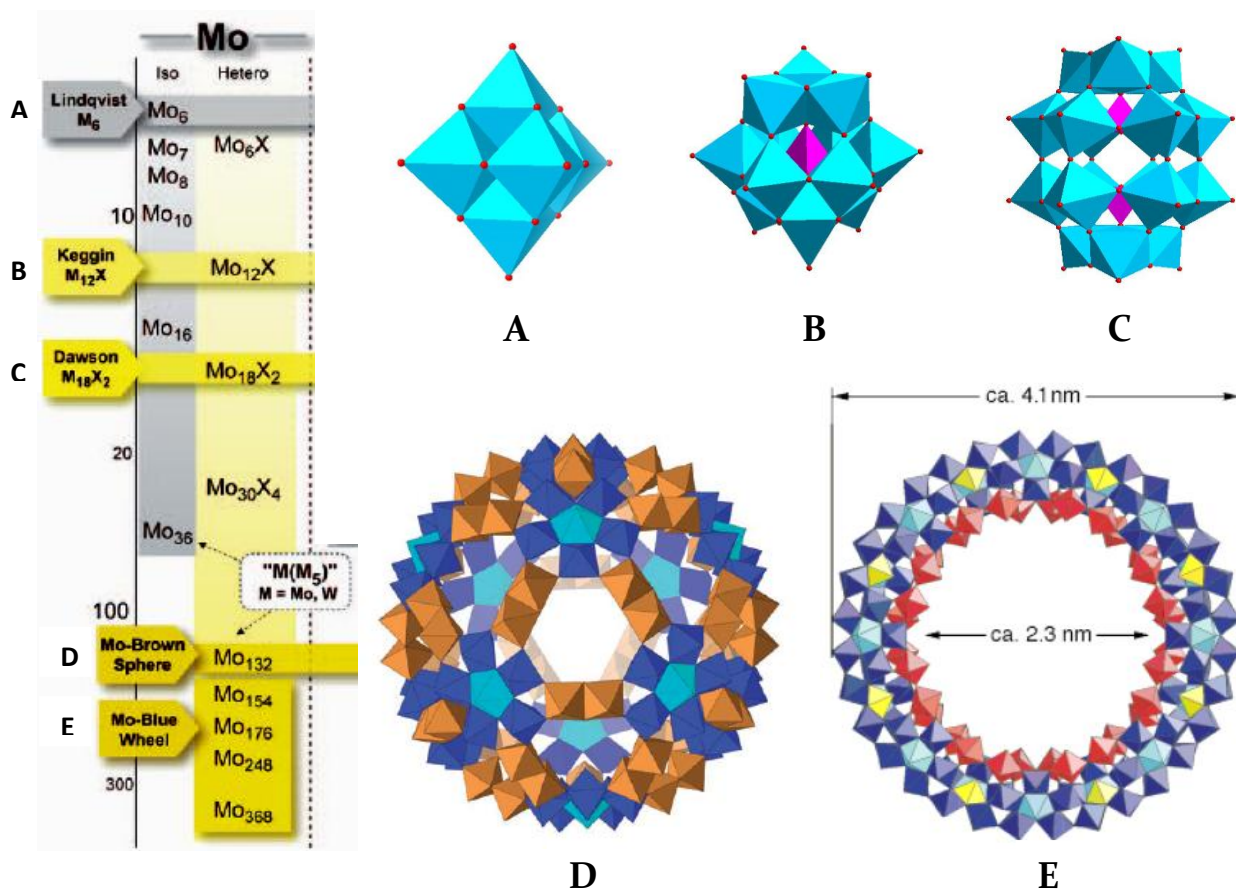 Mo
Iso Hetero
A
Lindqvist
M₆
Mo₆
Mo₆X
Mo₇
Mo₈
10
Mo₁₀
B
Keggin
M₁₂X
Mo₁₂X
Mo₁₆
C
Dawson
M₁₈X₂
Mo₁₈X₂
20
Mo₃₀X₄
Mo₃₆
"M(M₅)"
M = Mo, W
100
D
Mo-Brown
Sphere
Mo₁₃₂
Mo₁₅₄
E
Mo-Blue
Wheel
Mo₁₇₆
Mo₂₄₈
300
Mo₃₆₈
A
B
C
D
ca. 4.1 nm
ca. 2.3 nm
E